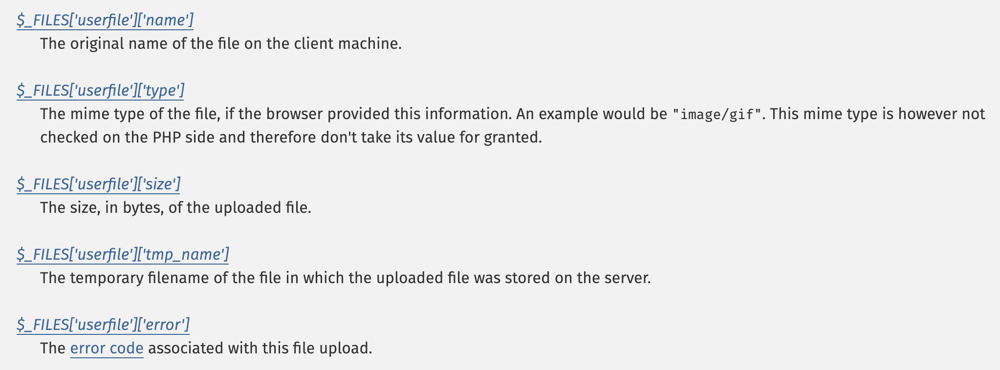 $_FILES['userfile']['name']
The original name of the file on the client machine.
$_FILES['userfile']['type']
The mime type of the file, if the browser provided this information. An example would be "image/gif". This mime type is however not
checked on the PHP side and therefore don't take its value for granted.
$_FILES['userfile']['size']
The size, in bytes, of the uploaded file.
$_FILES['userfile']['tmp_name']
The temporary filename of the file in which the uploaded file was stored on the server.
$_FILES['userfile']['error']
The error code associated with this file upload.